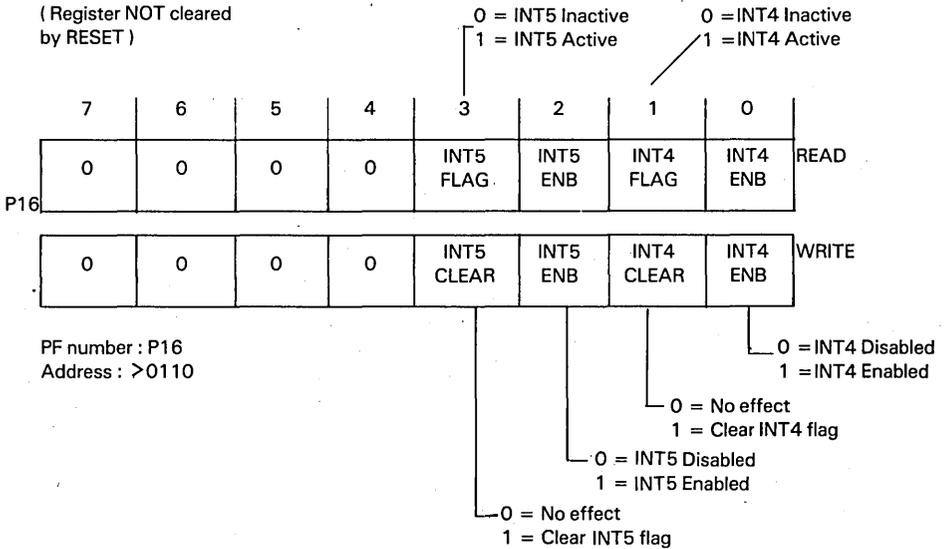 ( Register NOT cleared
by RESET )
0 = INT5 Inactive
1 = INT5 Active
0 = INT4 Inactive
1 = INT4 Active
7 6 5 4 3 2 1 0
0 0 0 0 INT5 FLAG INT5 ENB INT4 FLAG INT4 ENB READ
P16
0 0 0 0 INT5 CLEAR INT5 ENB INT4 CLEAR INT4 ENB WRITE
PF number : P16
Address : >0110
0 = INT4 Disabled
1 = INT4 Enabled
0 = No effect
1 = Clear INT4 flag
0 = INT5 Disabled
1 = INT5 Enabled
0 = No effect
1 = Clear INT5 flag